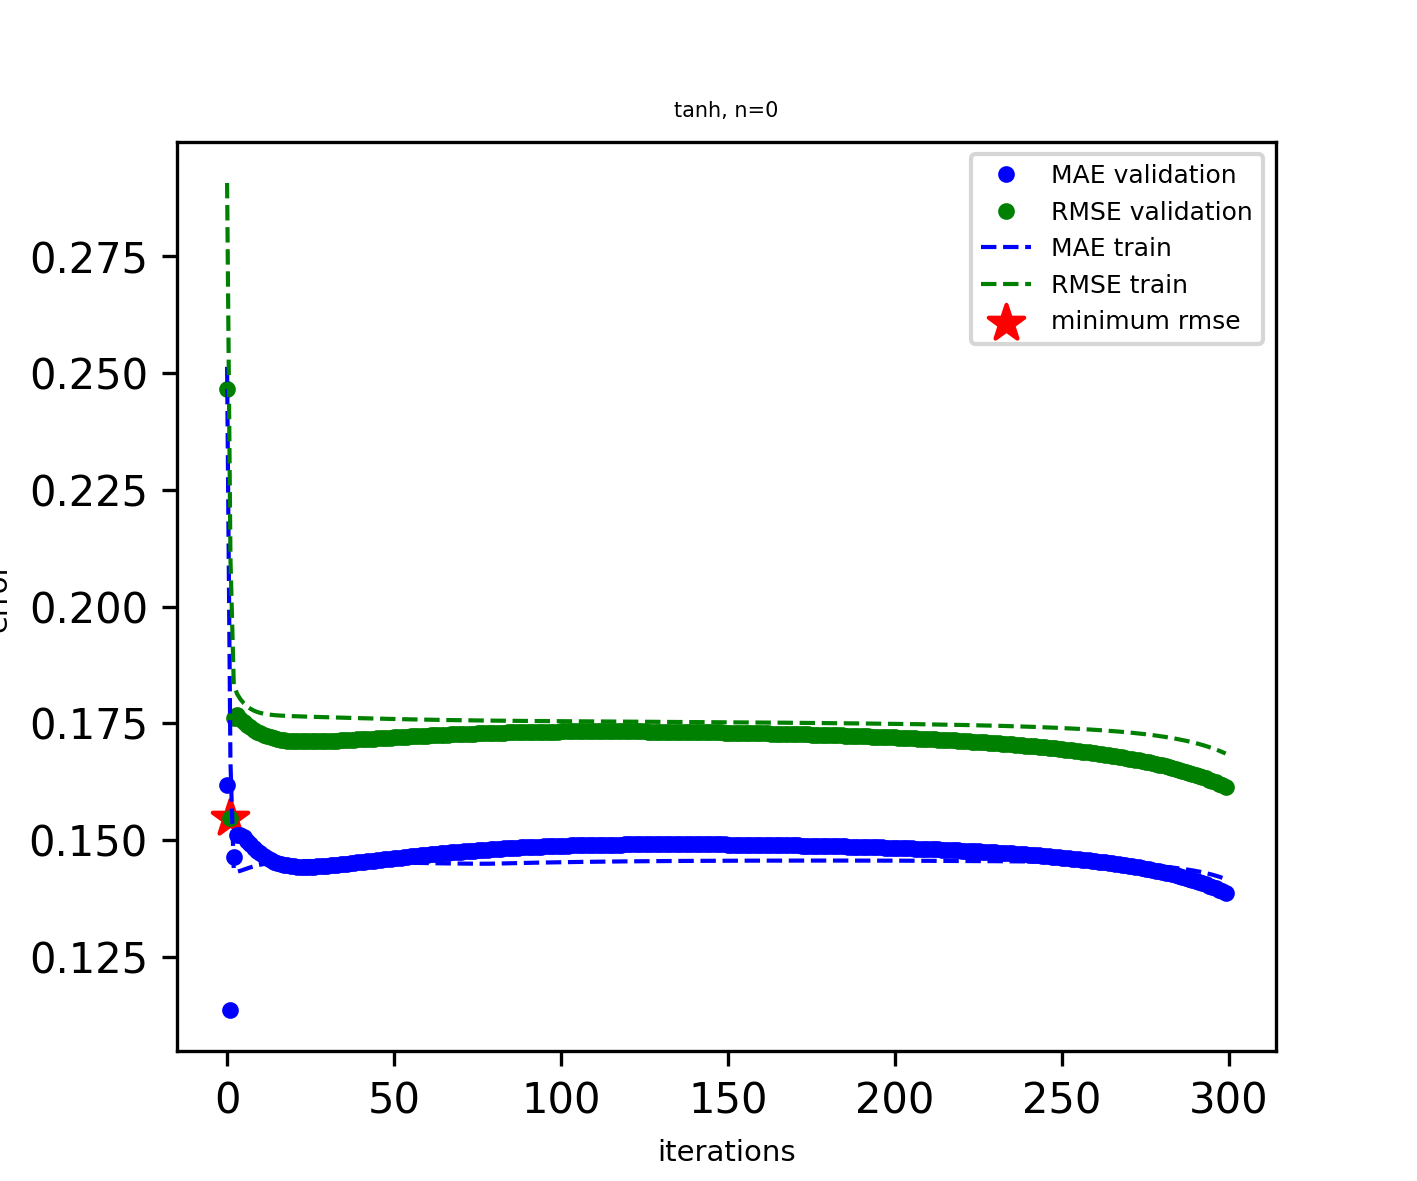 tanh, n=0
MAE validation
RMSE validation
MAE train
RMSE train
minimum rmse
0.275
0.250
0.225
0.200
0.175
0.150
0.125
0 50 100 150 200 250 300
iterations